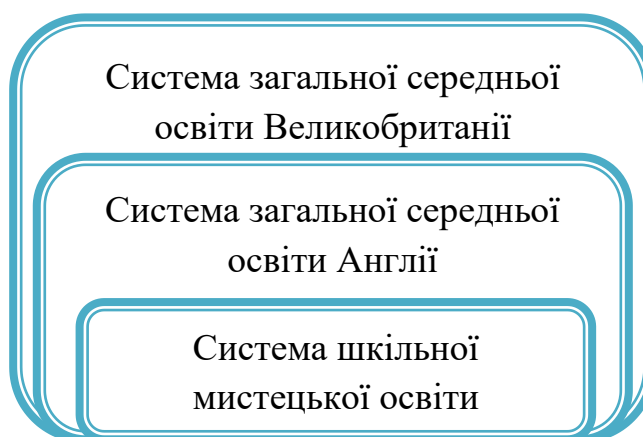 Система загальної середньої
освіти Великобританії
Система загальної середньої
освіти Англії
Система шкільної
мистецької освіти